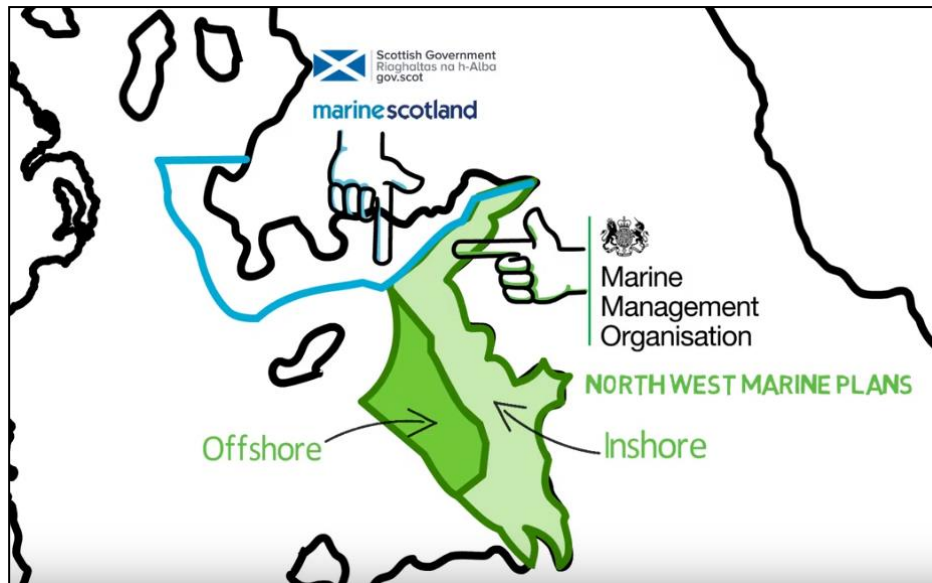 Scottish Government
Riaghaltas na h-Alba
gov.scot
marinescotland
Marine
Management
Organisation
NORTH WEST MARINE PLANS
Offshore
Inshore